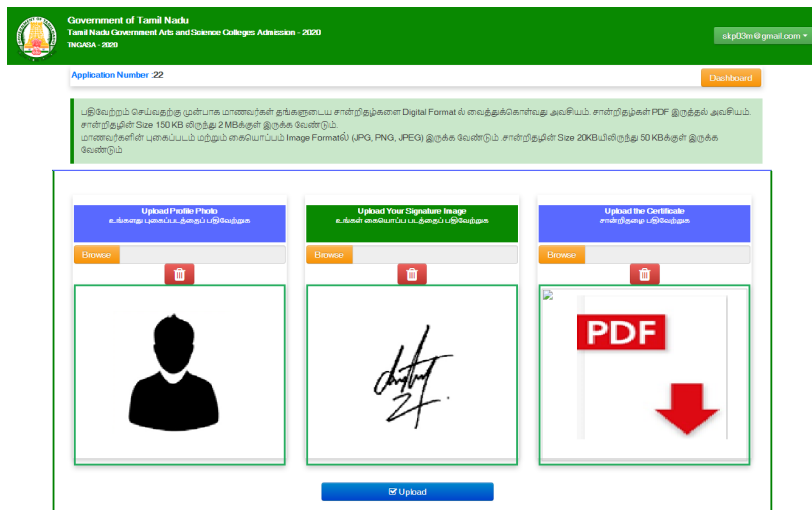 Government of Tamil Nadu
Tamil Nadu Government Arts and Science Colleges Admission - 2020
TNGASA - 2020
skp03m@gmail.com
Application Number :22
Dashboard
பதிவேற்றம் செய்வதற்கு முன்பாக மாணவர்கள் தங்களுடைய சான்றிதழ்களை Digital Format ல் வைத்துக்கொள்வது அவசியம். சான்றிதழ்கள் PDF இருத்தல் அவசியம்.
சான்றிதழின் Size 150 KB லிருந்து 2 MBக்குள் இருக்க வேண்டும்.
மாணவர்களின் புகைப்படம் மற்றும் கையொப்பம் Image Formatல் (JPG, PNG, JPEG) இருக்க வேண்டும் .சான்றிதழின் Size 20KBயிலிருந்து 50 KBக்குள் இருக்க
வேண்டும்
Upload Profile Photo
உங்களது புகைப்படத்தைப் பதிவேற்றுக
Upload Your Signature Image
உங்கள் கையொப்ப படத்தைப் பதிவேற்றுக
Upload the Certificate
சான்றிதழை பதிவேற்றுக
Browse
Browse
Browse
PDF
Upload